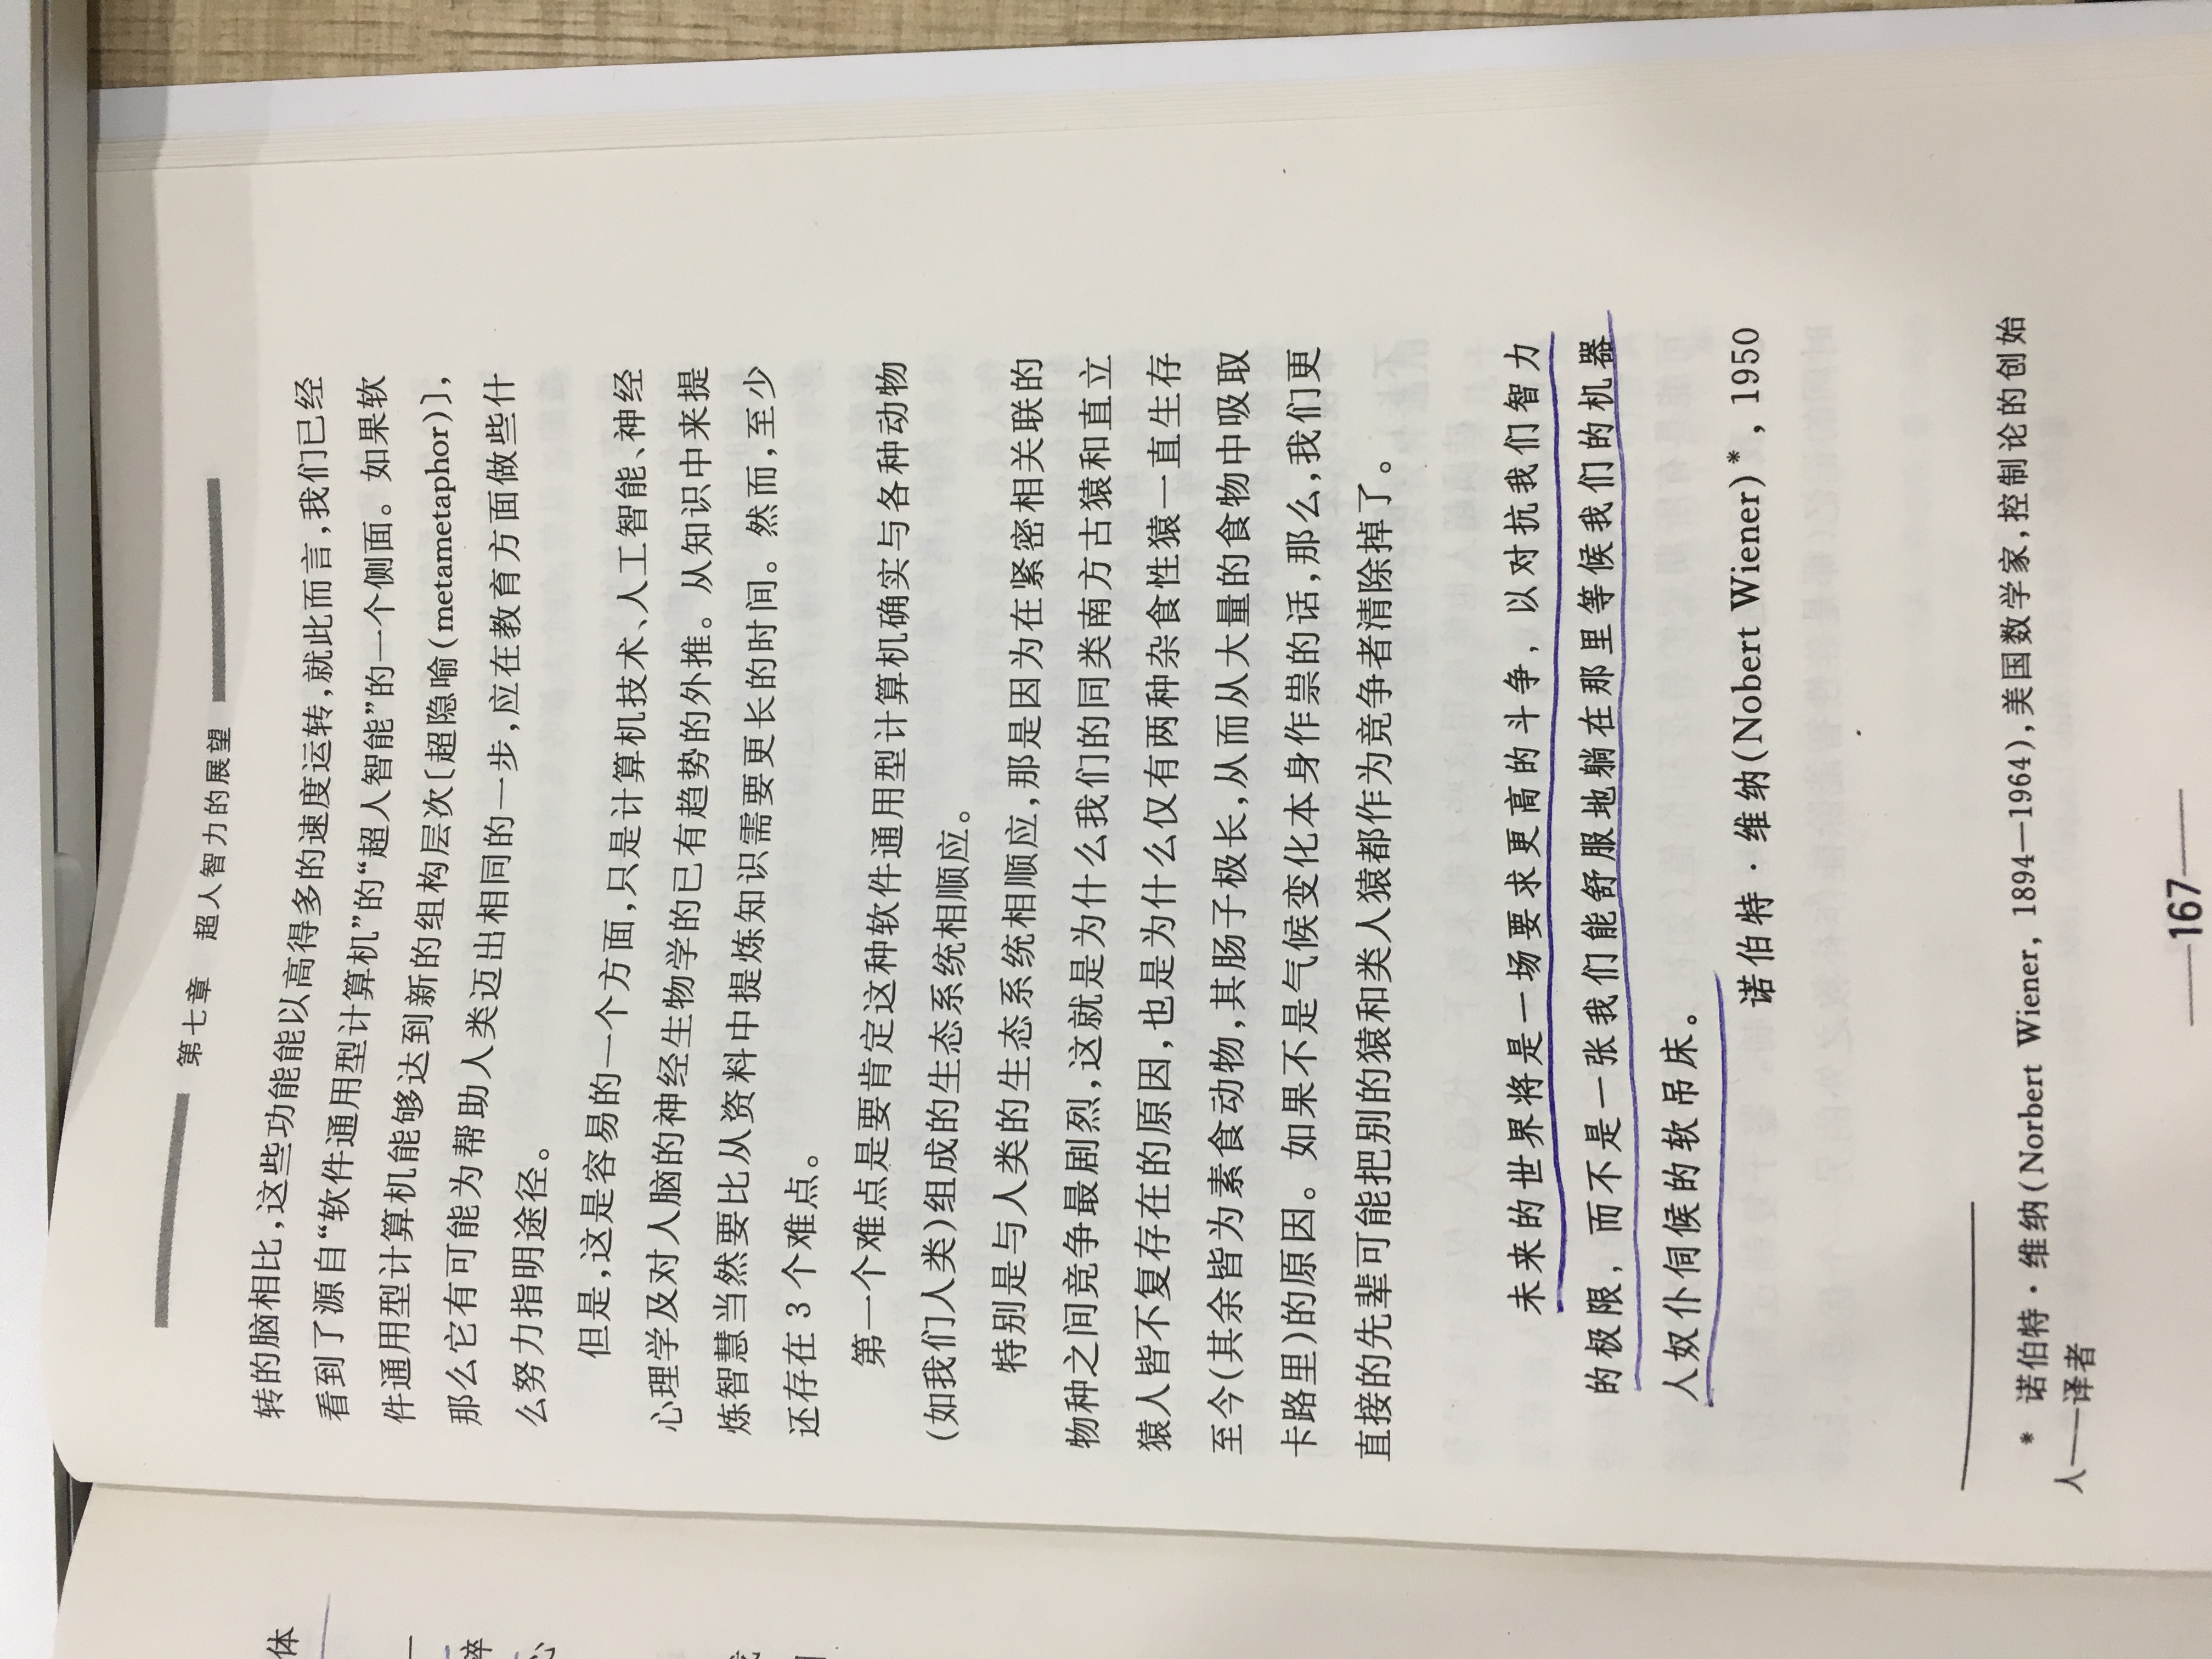 体
一
碎
心
第七章 超人智力的展望
转的脑相比,这些功能能以高得多的速度运转,就此而言,我们已经
看到了源自“软件通用型计算机”的“超人智能”的一个侧面。如果软
件通用型计算机能够达到新的组构层次〔超隐喻(metametaphor)〕,
那么它有可能为帮助人类迈出相同的一步,应在教育方面做些什
么努力指明途径。
但是,这是容易的一个方面,只是计算机技术、人工智能、神经
心理学及对人脑的神经生物学的已有趋势的外推。从知识中来提
炼智慧当然要比从资料中提炼知识需要更长的时间。然而,至少
还存在 3 个难点。
第一个难点是要肯定这种软件通用型计算机确实与各种动物
(如我们人类)组成的生态系统相顺应。
特别是与人类的生态系统相顺应,那是因为在紧密相关联的
物种之间竞争最剧烈,这就是为什么我们的同类南方古猿和直立
猿人皆不复存在的原因,也是为什么仅有两种杂食性猿一直生存
至今(其余皆为素食动物,其肠子极长,从而从大量的食物中吸取
卡路里)的原因。如果不是气候变化本身作祟的话,那么,我们更
直接的先辈可能把别的猿和类人猿都作为竞争者清除掉了。
未来的世界将是一场要求更高的斗争，以对抗我们智力
的极限，而不是一张我们能舒服地躺在那里等候我们的机器
人奴仆伺候的软吊床。
诺伯特·维纳(Nobert Wiener)*, 1950
* 诺伯特·维纳(Norbert Wiener, 1894—1964),美国数学家,控制论的创始
人——译者
——167——